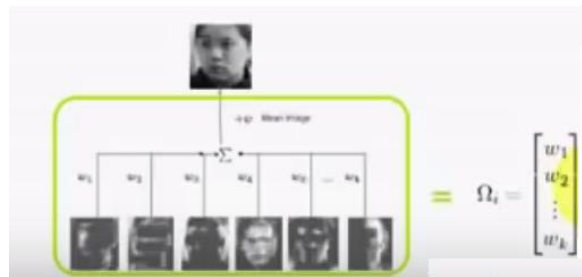 +Ψ Mean Image
Σ
w₁ w₂ w₃ w₄ w₅ ... wₖ
= Ωᵢ = [w₁ w₂ ⋮ wₖ]